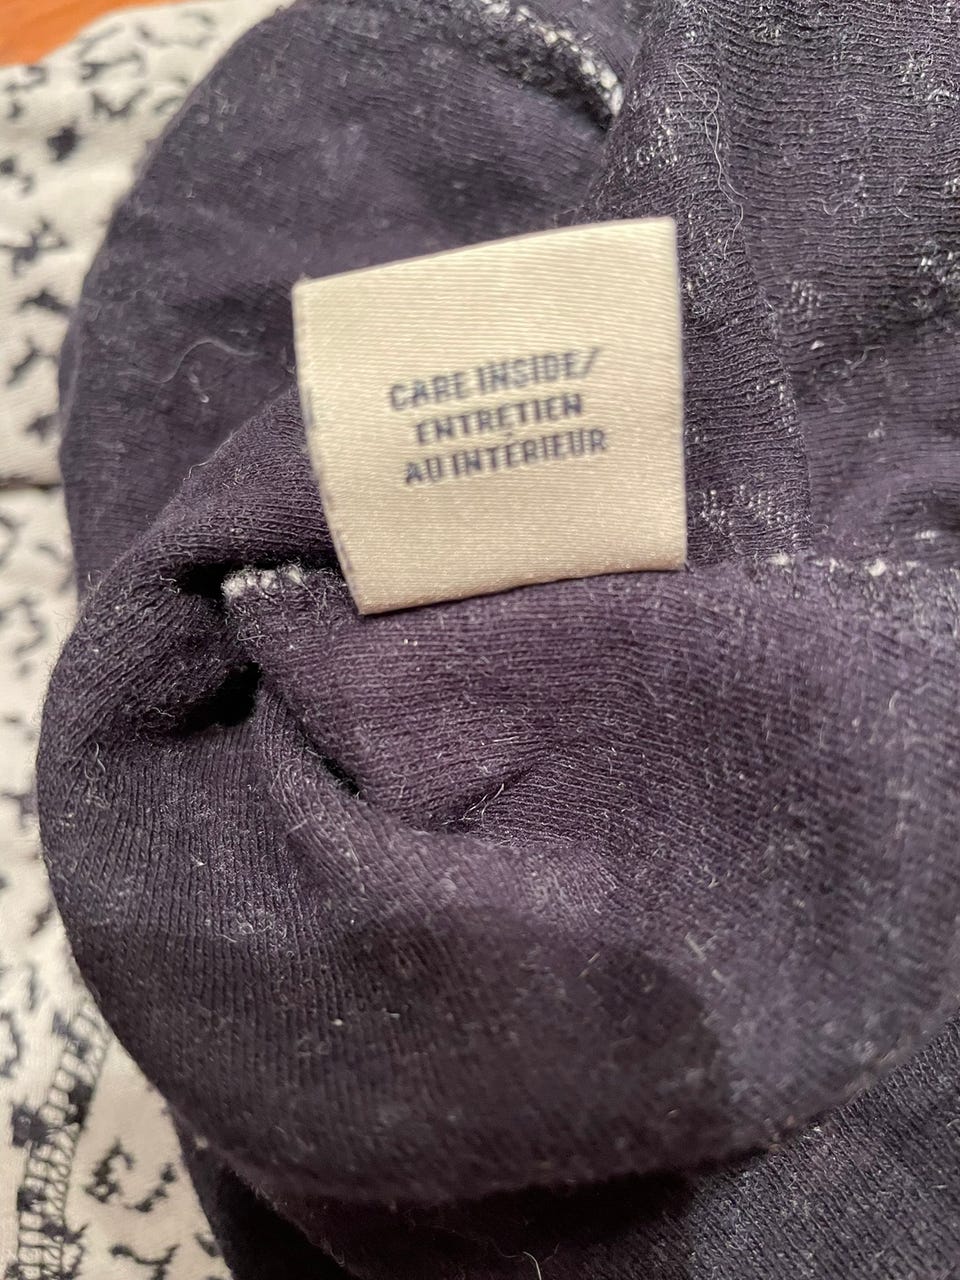 CARE INSIDE/
ENTRETIEN
AU INTÉRIEUR